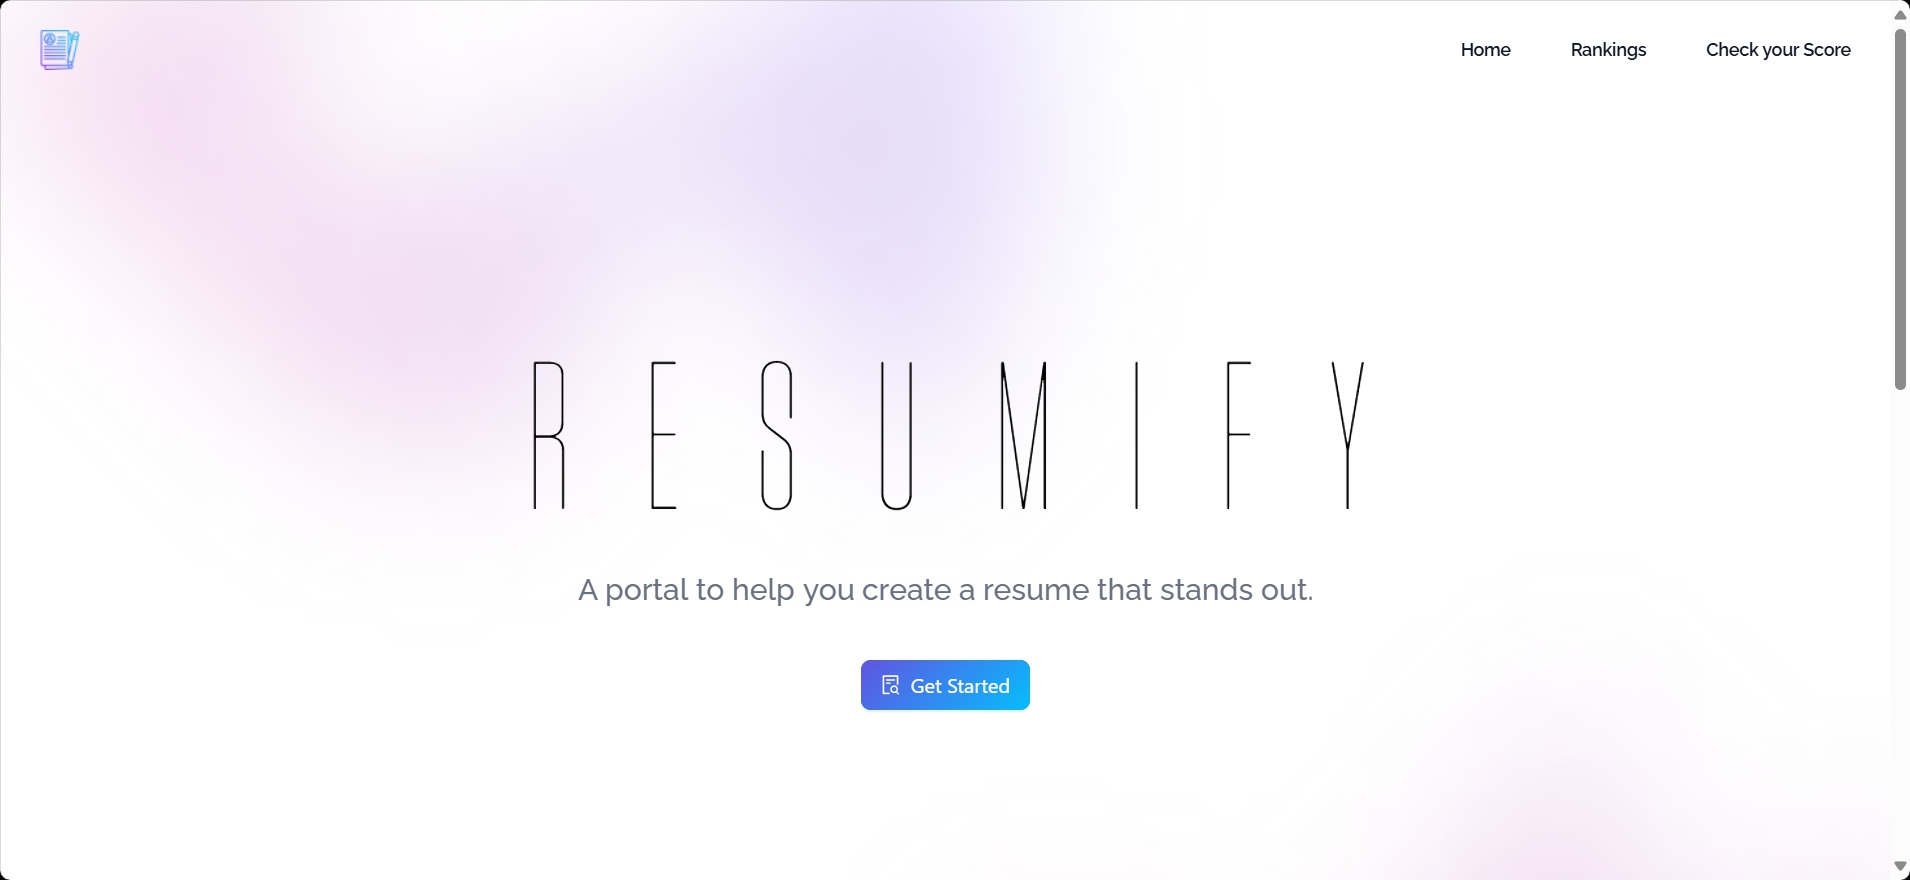 Home
Rankings
Check your Score
RESUMIFY
A portal to help you create a resume that stands out.
Get Started